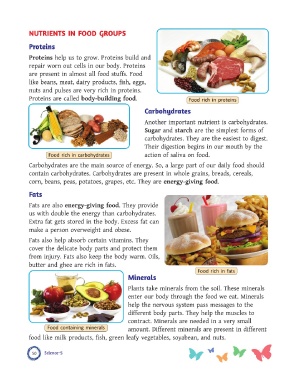 NUTRIENTS IN FOOD GROUPS
Proteins
Proteins help us to grow. Proteins build and
repair worn out cells in our body. Proteins
are present in almost all food stuffs. Food
like beans, meat, dairy products, fish, eggs,
nuts and pulses are very rich in proteins.
Proteins are called body-building food.
Food rich in proteins
Carbohydrates
Another important nutrient is carbohydrates.
Sugar and starch are the simplest forms of
carbohydrates. They are the easiest to digest.
Their digestion begins in our mouth by the
action of saliva on food.
Food rich in carbohydrates
Carbohydrates are the main source of energy. So, a large part of our daily food should
contain carbohydrates. Carbohydrates are present in whole grains, breads, cereals,
corn, beans, peas, potatoes, grapes, etc. They are energy-giving food.
Fats
Fats are also energy-giving food. They provide
us with double the energy than carbohydrates.
Extra fat gets stored in the body. Excess fat can
make a person overweight and obese.
Fats also help absorb certain vitamins. They
cover the delicate body parts and protect them
from injury. Fats also keep the body warm. Oils,
butter and ghee are rich in fats.
Food rich in fats
Minerals
Plants take minerals from the soil. These minerals
enter our body through the food we eat. Minerals
help the nervous system pass messages to the
different body parts. They help the muscles to
contract. Minerals are needed in a very small
amount. Different minerals are present in different
Food containing minerals
food like milk products, fish, green leafy vegetables, soyabean, and nuts.
Science-5